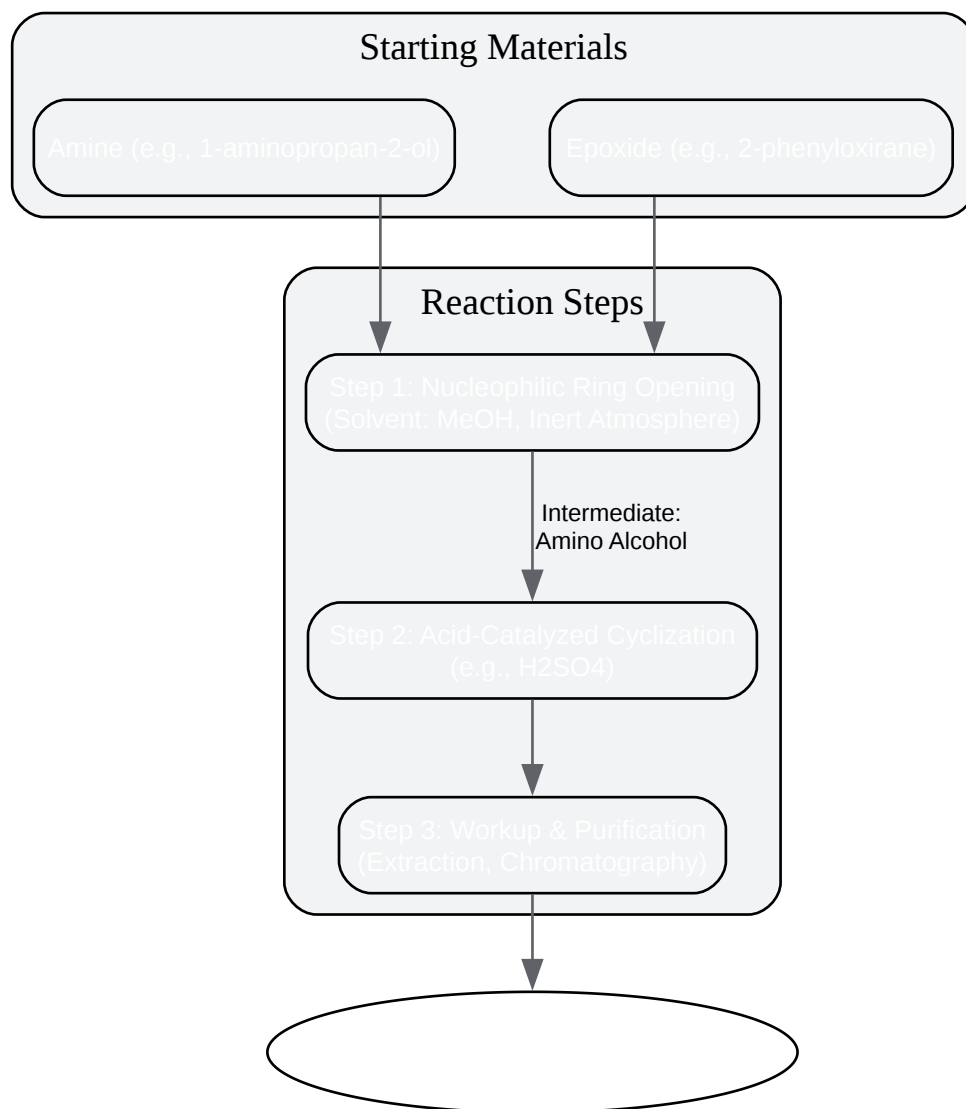 Starting Materials
Amine (e.g., 1-aminopropan-2-ol)
Epoxide (e.g., 2-phenyloxirane)
Reaction Steps
Step 1: Nucleophilic Ring Opening
(Solvent: MeOH, Inert Atmosphere)
Intermediate:
Amino Alcohol
Step 2: Acid-Catalyzed Cyclization
(e.g., H2SO4)
Step 3: Workup & Purification
(Extraction, Chromatography)